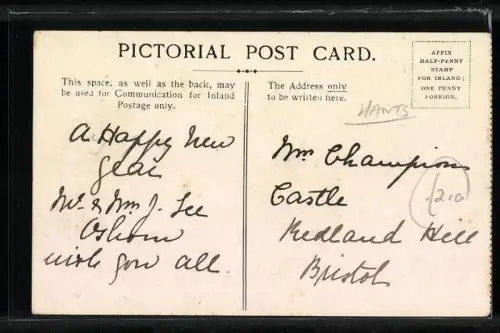 PICTORIAL POST CARD.
This space, as well as the back, may
be used for Communication for Inland
Postage only.
The Address only
to be written here.
AFFIX
HALF-PENNY
STAMP
FOR INLAND;
ONE PENNY
FOREIGN.
HANTS
A Happy New
Year
Mr & Mrs J. Lee
Osborn
wish you all.
Mrs Champion
Castle
Redland Hill
Bristol